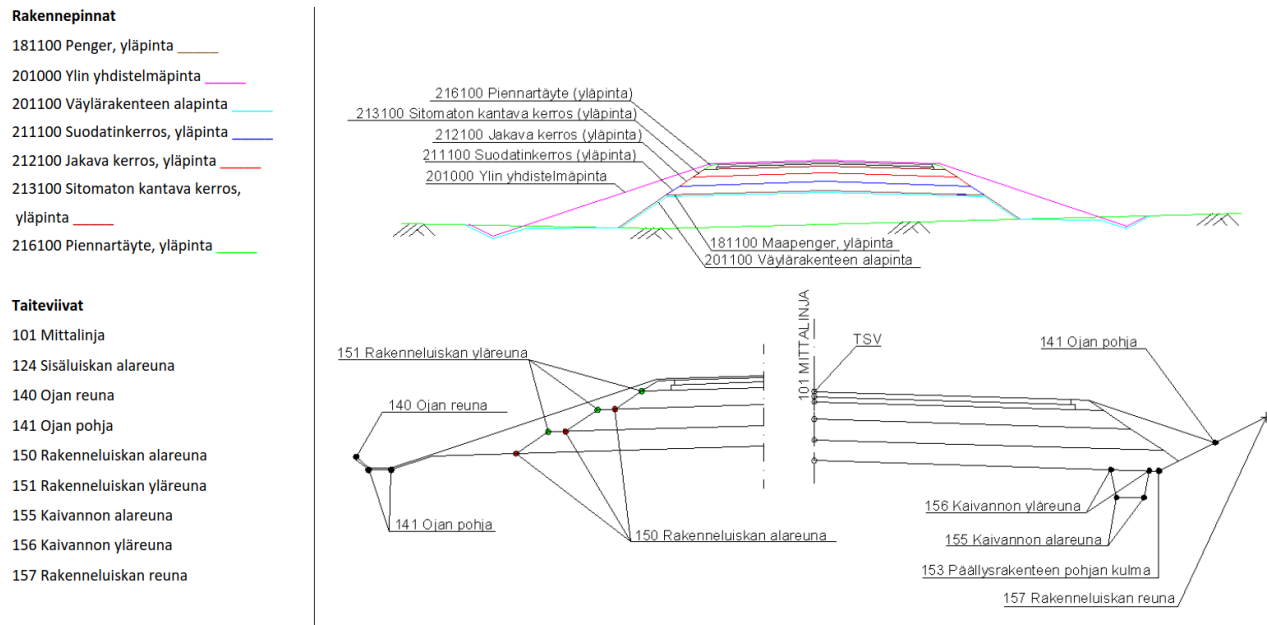 Rakennepinnat
181100 Penger, yläpinta
201000 Ylin yhdistelmäpinta
201100 Väylärakenteen alapinta
211100 Suodatinkerros, yläpinta
212100 Jakava kerros, yläpinta
213100 Sitomaton kantava kerros,
yläpinta
216100 Piennartäyte, yläpinta
Taiteviivat
101 Mittalinja
124 Sisäluiskan alareuna
140 Ojan reuna
141 Ojan pohja
150 Rakenneluiskan alareuna
151 Rakenneluiskan yläreuna
155 Kaivannon alareuna
156 Kaivannon yläreuna
157 Rakenneluiskan reuna
216100 Piennartäyte (yläpinta)
213100 Sitomaton kantava kerros (yläpinta)
212100 Jakava kerros (yläpinta)
211100 Suodatinkerros (yläpinta)
201000 Ylin yhdistelmäpinta
181100 Maapenger, yläpinta
201100 Väylärakenteen alapinta
151 Rakenneluiskan yläreuna
140 Ojan reuna
141 Ojan pohja
150 Rakenneluiskan alareuna
101 MITTALINJA
TSV
141 Ojan pohja
156 Kaivannon yläreuna
155 Kaivannon alareuna
153 Päällysrakenteen pohjan kulma
157 Rakenneluiskan reuna